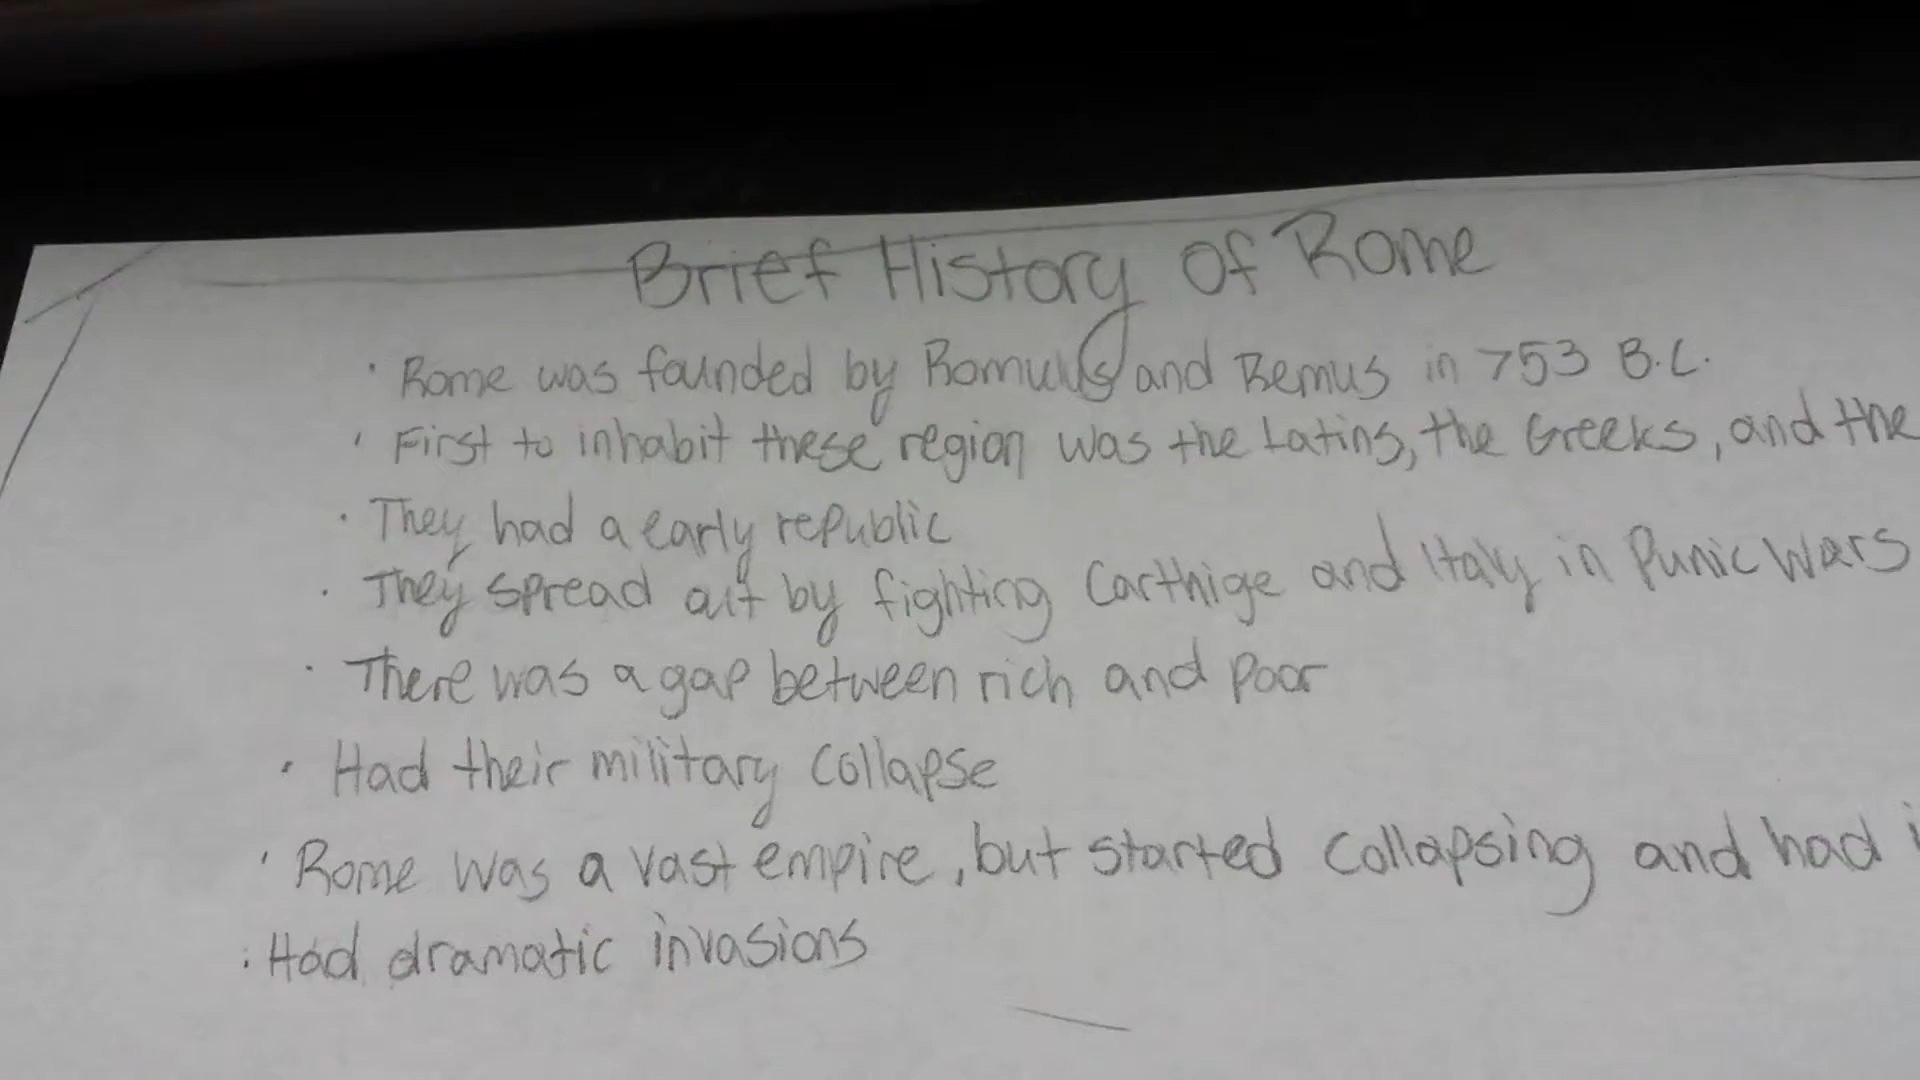 Brief History Of Rome
· Rome was founded by Romulus and Remus in 753 B.C.
· First to inhabit these region was the Latins, the Greeks, and the
· They had a early republic
· They spread out by fighting Carthige and Italy in Punic Wars
· There was a gap between rich and poor
· Had their military collapse
· Rome was a vast empire, but started collapsing and had
· Had dramatic invasions